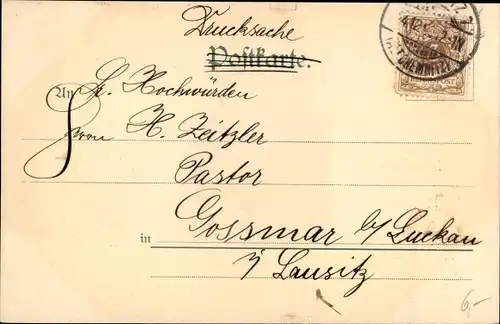 Drucksache
Postkarte.
An Sr. Hochwürden
Herrn H. Zeitzler
Pastor
in Gossmar b/Luckau
i/ Lausitz
6,-